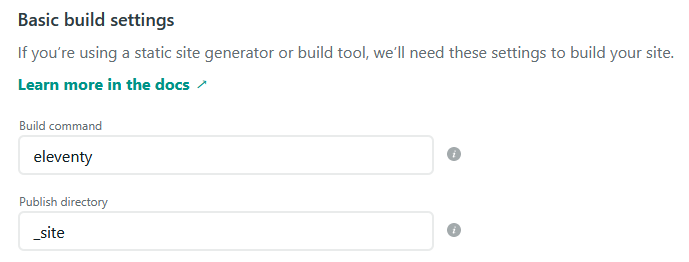 Basic build settings
If you’re using a static site generator or build tool, we’ll need these settings to build your site.
Learn more in the docs ↗
Build command
eleventy
i
Publish directory
_site
i